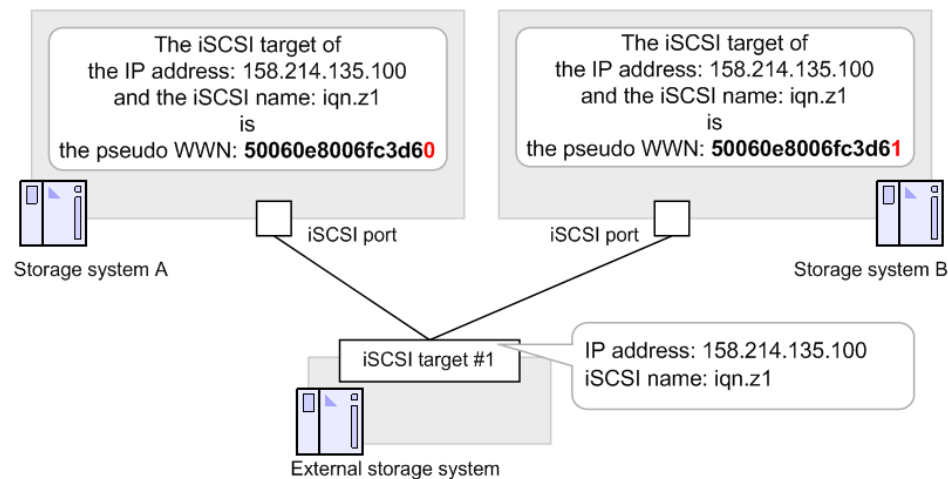 The iSCSI target of
the IP address: 158.214.135.100
and the iSCSI name: iqn.z1
is
the pseudo WWN: 50060e8006fc3d60
The iSCSI target of
the IP address: 158.214.135.100
and the iSCSI name: iqn.z1
is
the pseudo WWN: 50060e8006fc3d61
iSCSI port
iSCSI port
Storage system A
Storage system B
iSCSI target #1
IP address: 158.214.135.100
iSCSI name: iqn.z1
External storage system